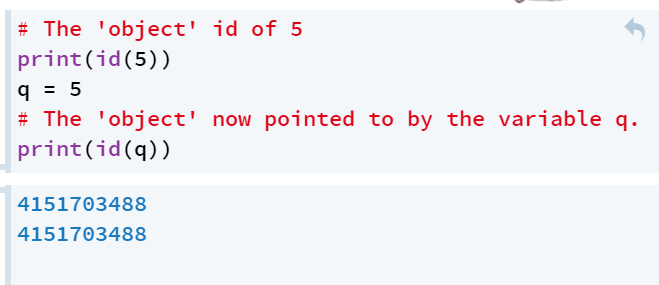 # The 'object' id of 5
print(id(5))
q = 5
# The 'object' now pointed to by the variable q.
print(id(q))
4151703488
4151703488